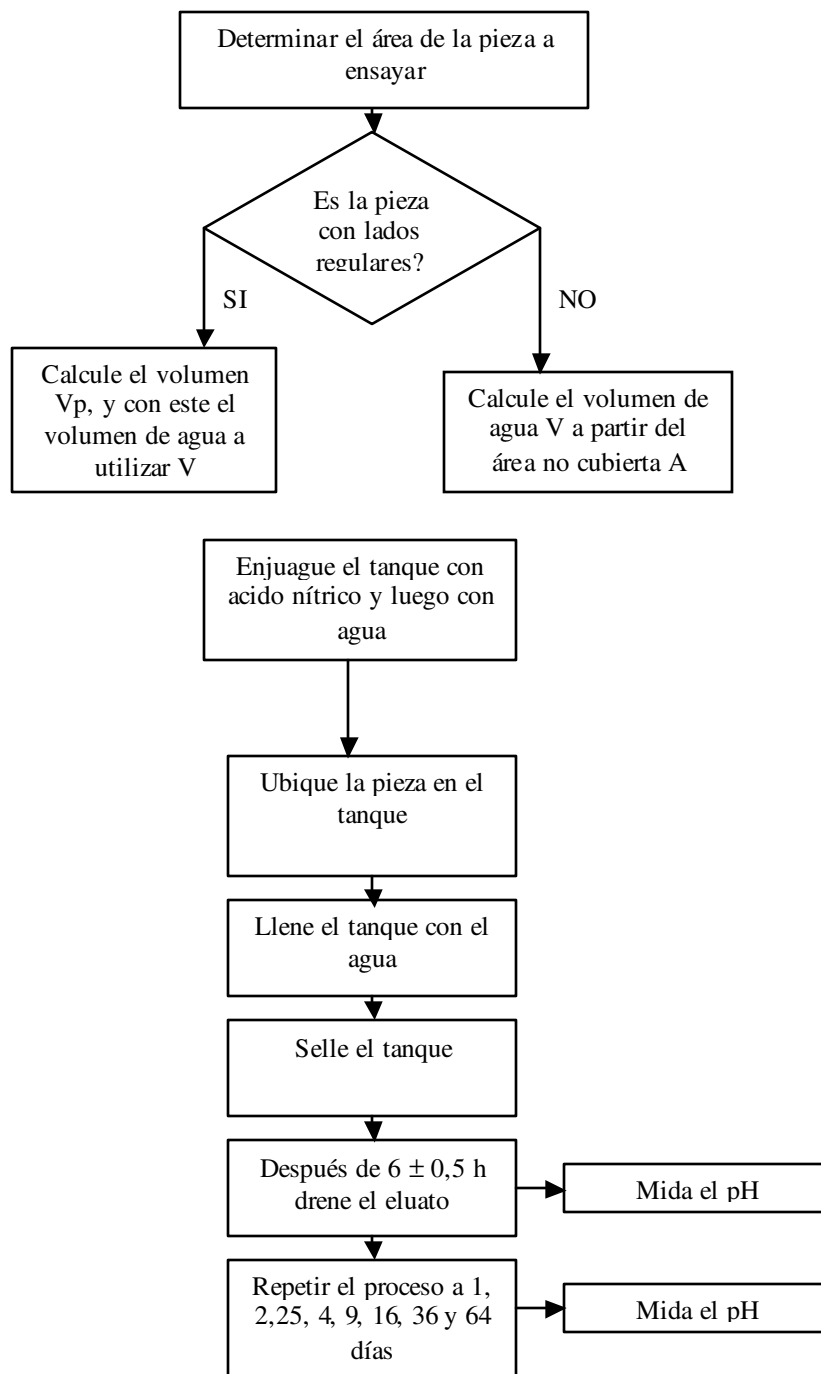 Determinar el área de la pieza a
ensayar
Es la pieza
con lados
regulares?
SI
NO
Calcule el volumen
Vp, y con este el
volumen de agua a
utilizar V
Calcule el volumen de
agua V a partir del
área no cubierta A
Enjuague el tanque con
acido nítrico y luego con
agua
Ubique la pieza en el
tanque
Llene el tanque con el
agua
Selle el tanque
Después de 6 ± 0,5 h
drene el eluato
Mida el pH
Repetir el proceso a 1,
2,25, 4, 9, 16, 36 y 64
días
Mida el pH